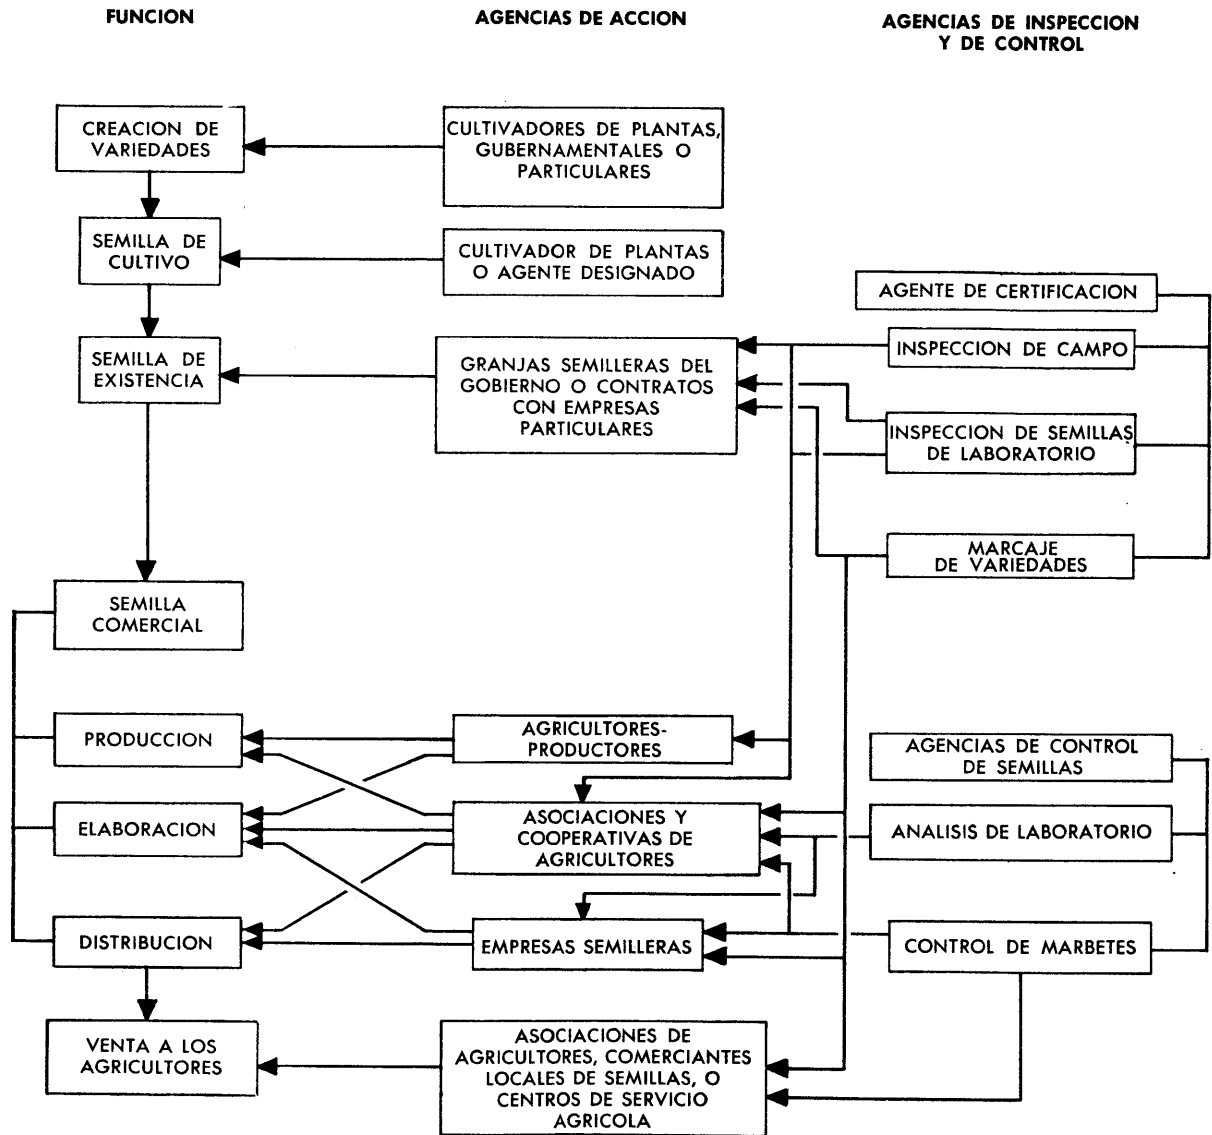 FUNCION
AGENCIAS DE ACCION
AGENCIAS DE INSPECCION
Y DE CONTROL
CREACION DE
VARIEDADES
CULTIVADORES DE PLANTAS,
GUBERNAMENTALES O
PARTICULARES
SEMILLA DE
CULTIVO
CULTIVADOR DE PLANTAS
O AGENTE DESIGNADO
AGENTE DE CERTIFICACION
SEMILLA DE
EXISTENCIA
GRANJAS SEMILLERAS DEL
GOBIERNO O CONTRATOS
CON EMPRESAS
PARTICULARES
INSPECCION DE CAMPO
INSPECCION DE SEMILLAS
DE LABORATORIO
MARCAJE
DE VARIEDADES
SEMILLA
COMERCIAL
PRODUCCION
AGRICULTORES-
PRODUCTORES
AGENCIAS DE CONTROL
DE SEMILLAS
ELABORACION
ASOCIACIONES Y
COOPERATIVAS DE
AGRICULTORES
ANALISIS DE LABORATORIO
DISTRIBUCION
EMPRESAS SEMILLERAS
CONTROL DE MARBETES
VENTA A LOS
AGRICULTORES
ASOCIACIONES DE
AGRICULTORES, COMERCIANTES
LOCALES DE SEMILLAS, O
CENTROS DE SERVICIO
AGRICOLA